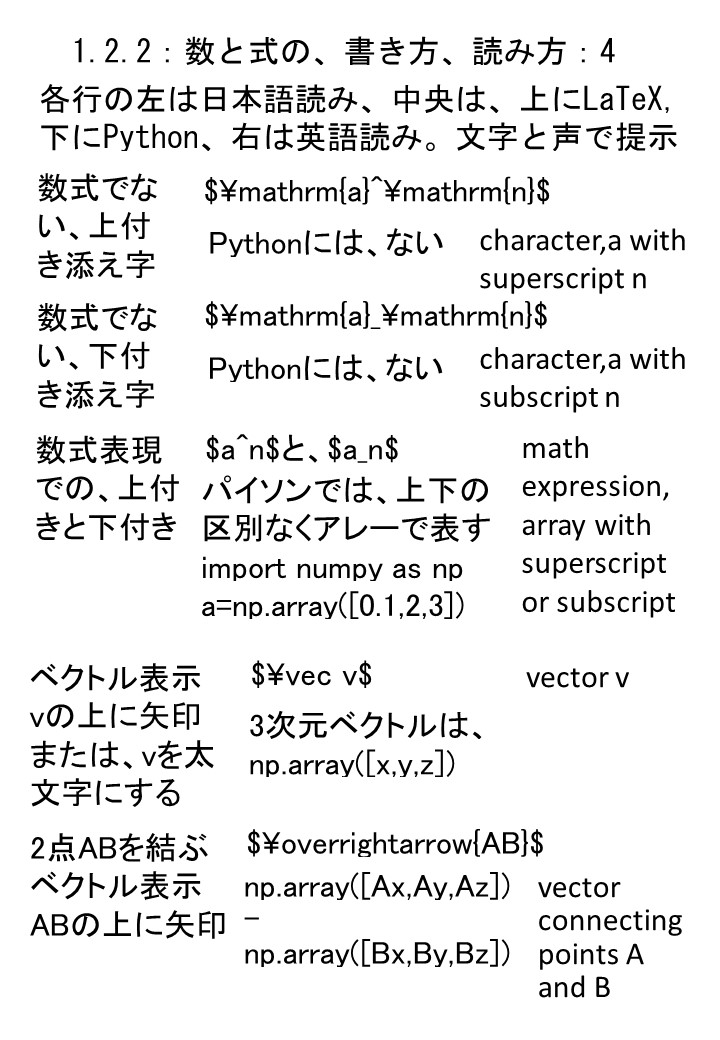 1.2.2：数と式の、書き方、読み方：4
各行の左は日本語読み、中央は、上にLaTeX,
下にPython、右は英語読み。文字と声で提示
数式でな
い、上付
き添え字
$¥mathrm{a}^¥mathrm{n}$
Pythonには、ない
character,a with
superscript n
数式でな
い、下付
き添え字
$¥mathrm{a}_¥mathrm{n}$
Pythonには、ない
character,a with
subscript n
数式表現
での、上付
きと下付き
$a^n$と、$a_n$
パイソンでは、上下の
区別なくアレーで表す
import numpy as np
a=np.array([0.1,2,3])
math
expression,
array with
superscript
or subscript
ベクトル表示
vの上に矢印
または、vを太
文字にする
$¥vec v$
3次元ベクトルは、
np.array([x,y,z])
vector v
2点ABを結ぶ
ベクトル表示
ABの上に矢印
$¥overrightarrow{AB}$
np.array([Ax,Ay,Az])
−
np.array([Bx,By,Bz])
vector
connecting
points A
and B